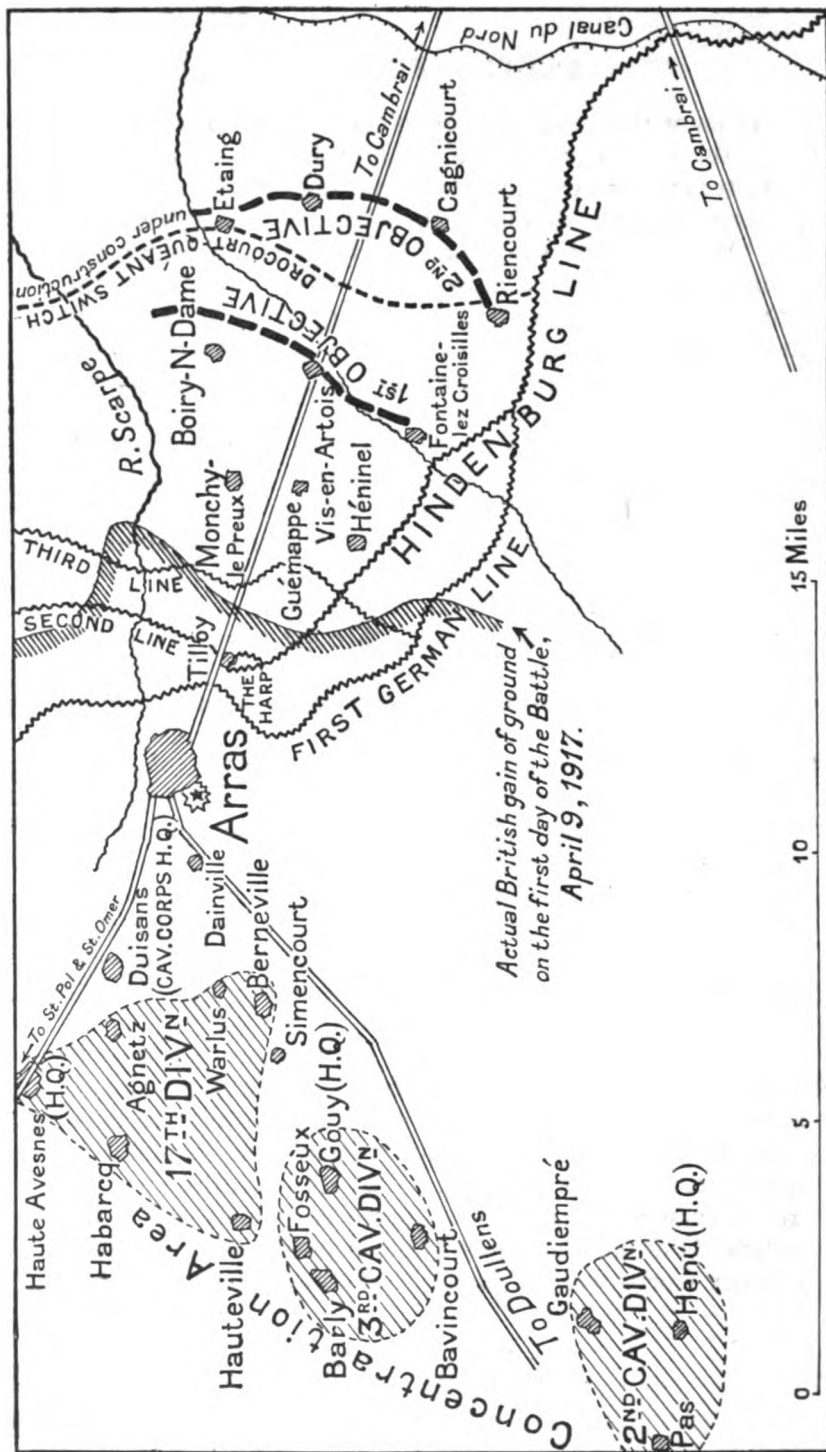 Haute Avesnes
(H.Q.)
← To St. Pol & St. Omer
Habarcq
Agnetz
Duisans
(CAV. CORPS H.Q.)
17TH DIVN
Warlus
Dainville
Berneville
Hauteville
Simencourt
Concentration Area
Fosseux
Gouy (H.Q.)
Barly
3RD CAV. DIVN
Bavincourt
To Doullens
Gaudiempré
2ND CAV. DIVN
Henu (H.Q.)
Pas
Arras
THE HARP
Tilloy
FIRST GERMAN LINE
SECOND LINE
THIRD LINE
R. Scarpe
Monchy-
le Preux
Guémappe
Vis-en-Artois
Héninel
Boiry-N-Dâme
1ST OBJECTIVE
Fontaine-
lez Croisilles
HINDENBURG LINE
DROCOURT QUÉANT SWITCH
under construction
Etaing
Dury
2ND OBJECTIVE
Cagnicourt
Riencourt
To Cambrai →
To Cambrai →
Canal du Nord
Actual British gain of ground
on the first day of the Battle,
April 9, 1917.
0 5 10 15 Miles